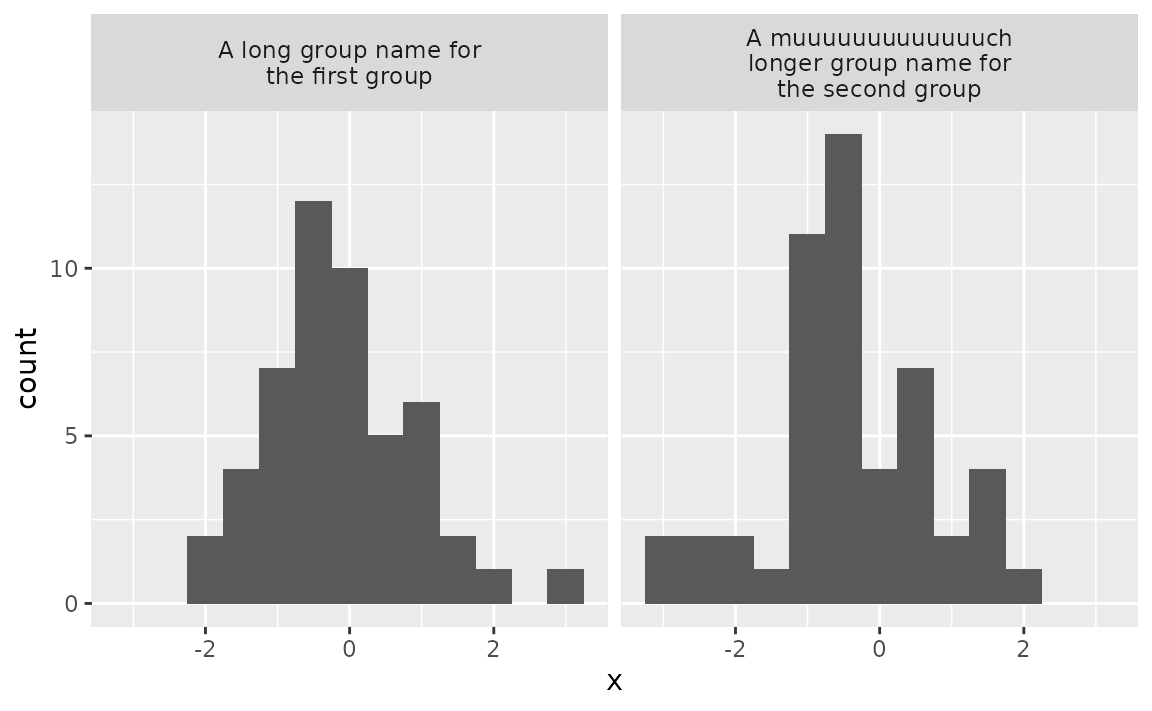 A long group name for
the first group
A muuuuuuuuuuuuuuch
longer group name for
the second group
count
10
5
0
-2
0
2
-2
0
2
x